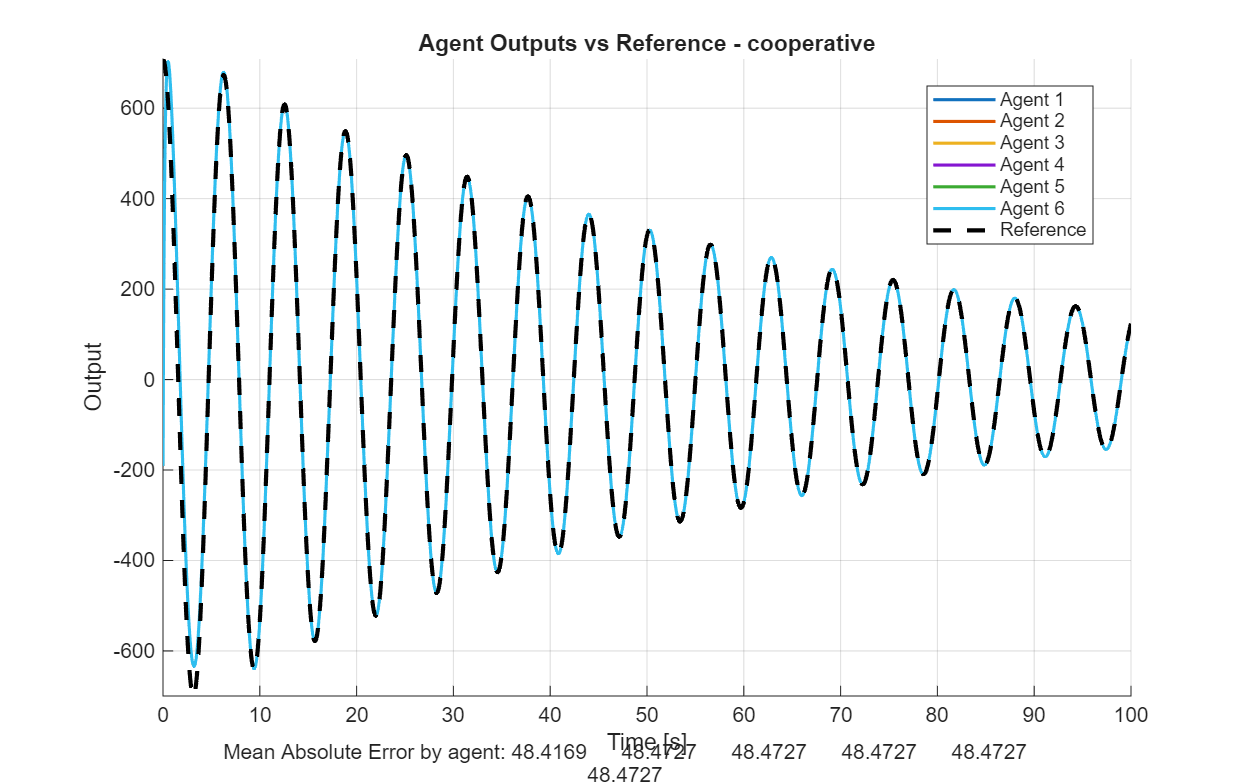 Agent Outputs vs Reference - cooperative
Agent 1
Agent 2
Agent 3
Agent 4
Agent 5
Agent 6
Reference
Output
600
400
200
0
-200
-400
-600
0 10 20 30 40 50 60 70 80 90 100
Time [s]
Mean Absolute Error by agent: 48.4169 48.4727 48.4727 48.4727 48.4727
48.4727